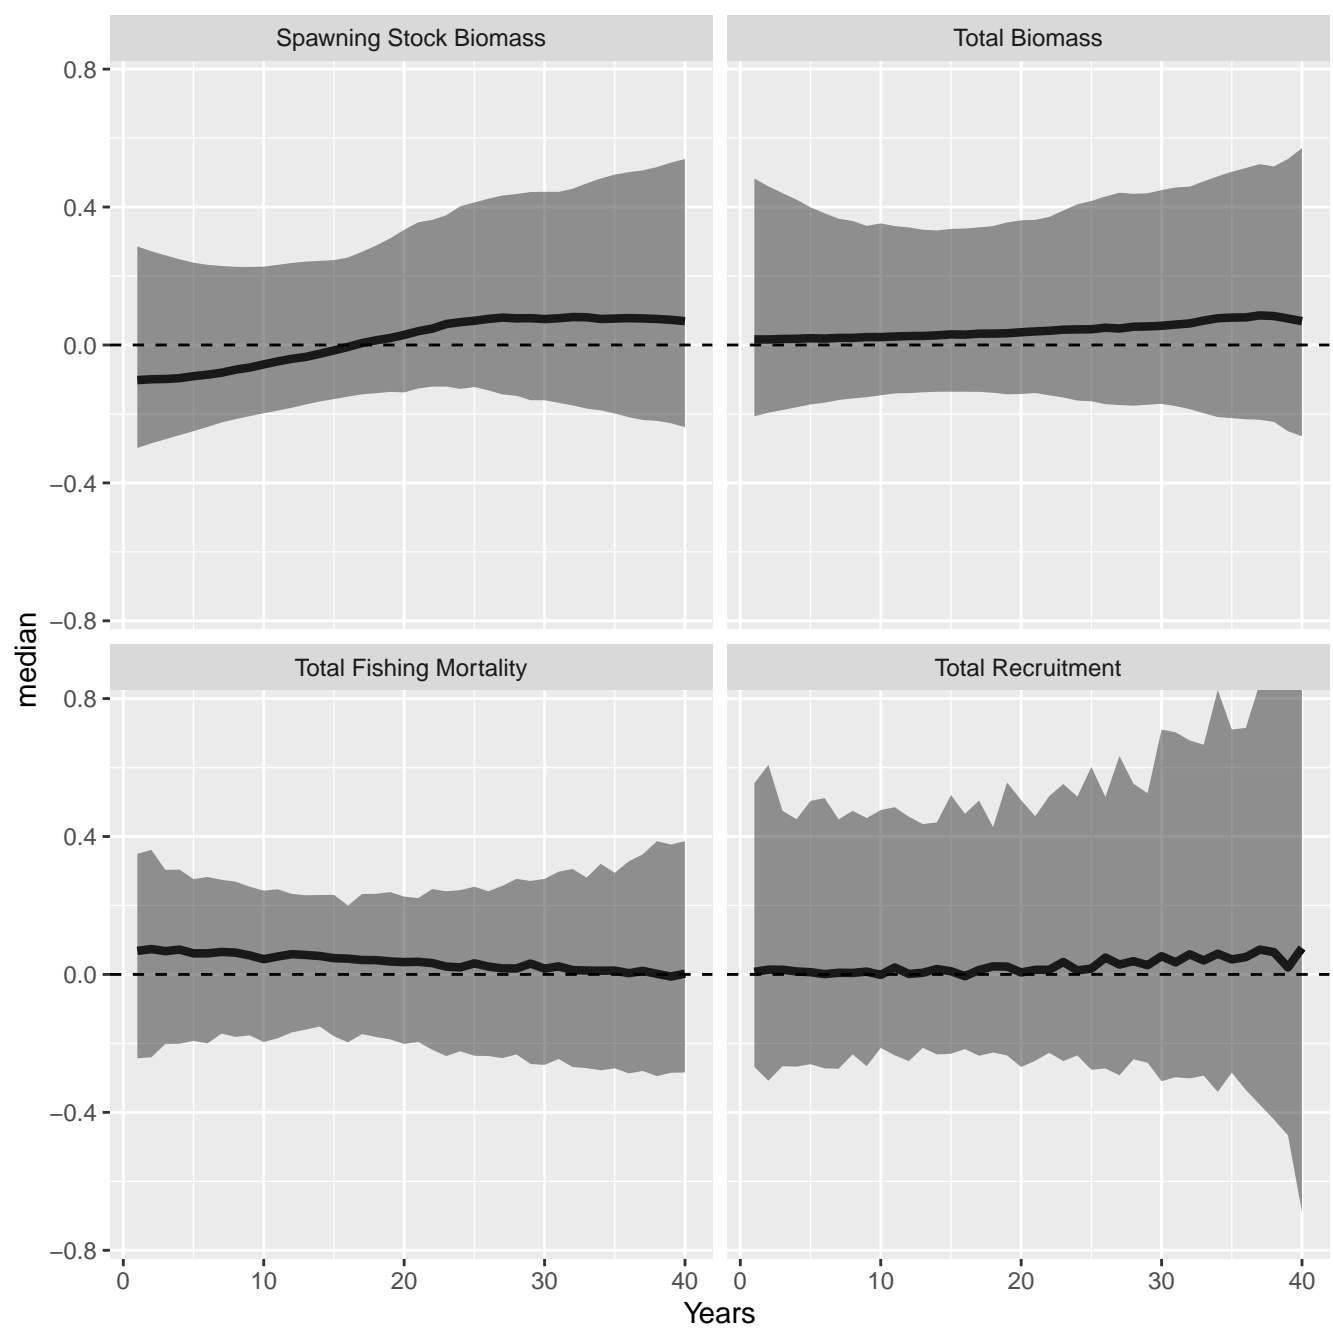 Spawning Stock Biomass
Total Biomass
0.8
0.4
0.0
−0.4
−0.8
median
Total Fishing Mortality
Total Recruitment
0.8
0.4
0.0
−0.4
−0.8
0 10 20 30 40
0 10 20 30 40
Years